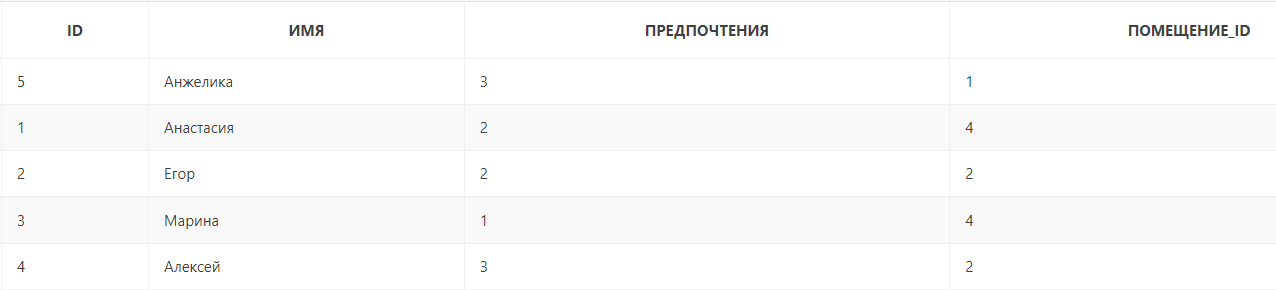 ID ИМЯ ПРЕДПОЧТЕНИЯ ПОМЕЩЕНИЕ_ID
5 Анжелика 3 1
1 Анастасия 2 4
2 Егор 2 2
3 Марина 1 4
4 Алексей 3 2